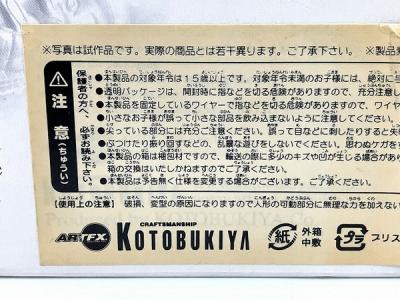 ※写真は試作品です。実際の商品とは若干異ります。ご了承下さい。 ※製品
注意(ちゅうい)
保護者の方へ、必ずお読み下さい。
●本製品の対象年令は15歳以上です。対象年令未満のお子様には、絶対に与
●透明パッケージは、開封時に指などを切る危険がありますので、充分注意し
●本製品を固定しているワイヤーで指などを切る危険がありますので、ワイヤ
●小さなお子様が誤って小さな部品を飲み込まないように注意してください。
●尖っている部分には充分ご注意ください。誤って目などに刺したりすると失
●ぶつけたり振り回すなどの、乱暴な遊びをしないでください。思わぬケガを
●本製品の箱は梱包材ですので、輸送の際に多少のキズや凹が生じる場合があり
箱の交換はいたしかねますのでご了承ください。
●本製品は予告無く仕様を変更する場合がございます。ご了承ください。
【使用上の注意】 破損、変型の原因になりますので人形の可動部分に無理な力を加えない
ARTFX
CRAFTSMANSHIP
KOTOBUKIYA
紙
外箱
中敷
プラ
ブリス